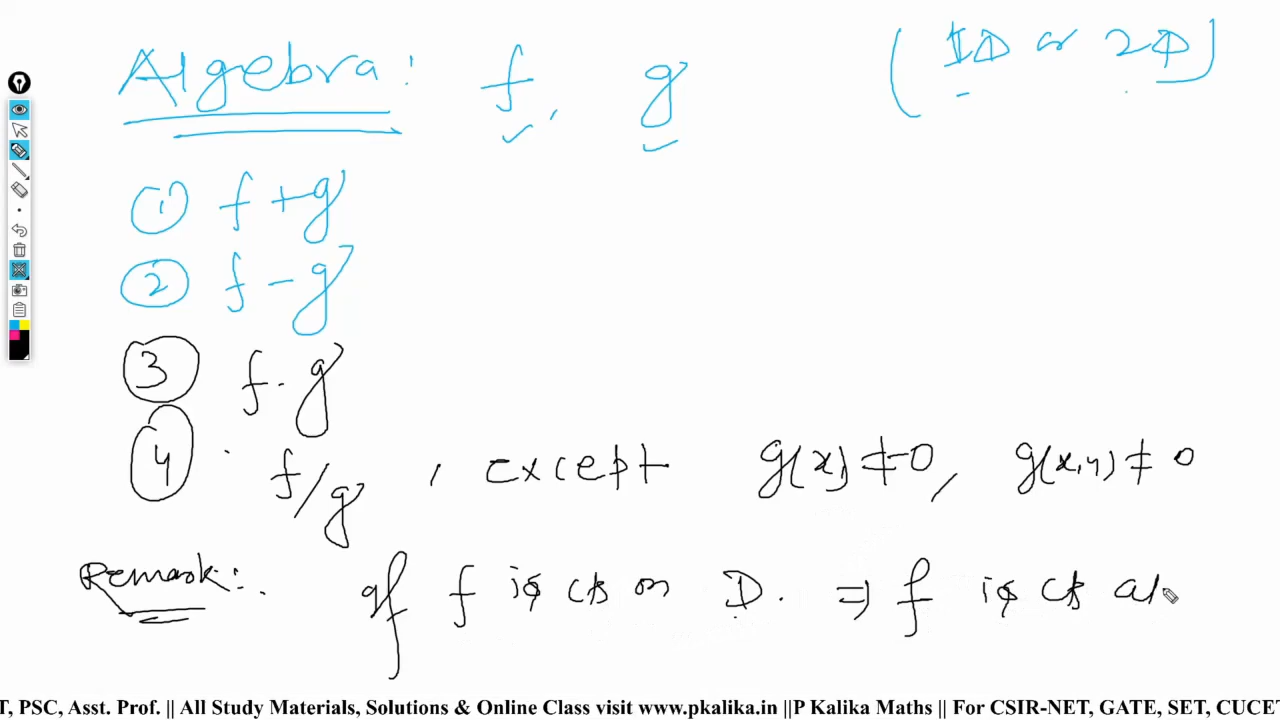 Algebra: f, g (1D or 2D)
① f + g
② f - g
③ f . g
④ f/g , except g(x) ≠ 0, g(x,y) ≠ 0
Remark:. If f is cts on D. ⇒ f is cts at
T, PSC, Asst. Prof. || All Study Materials, Solutions & Online Class visit www.pkalika.in ||P Kalika Maths || For CSIR-NET, GATE, SET, CUCET